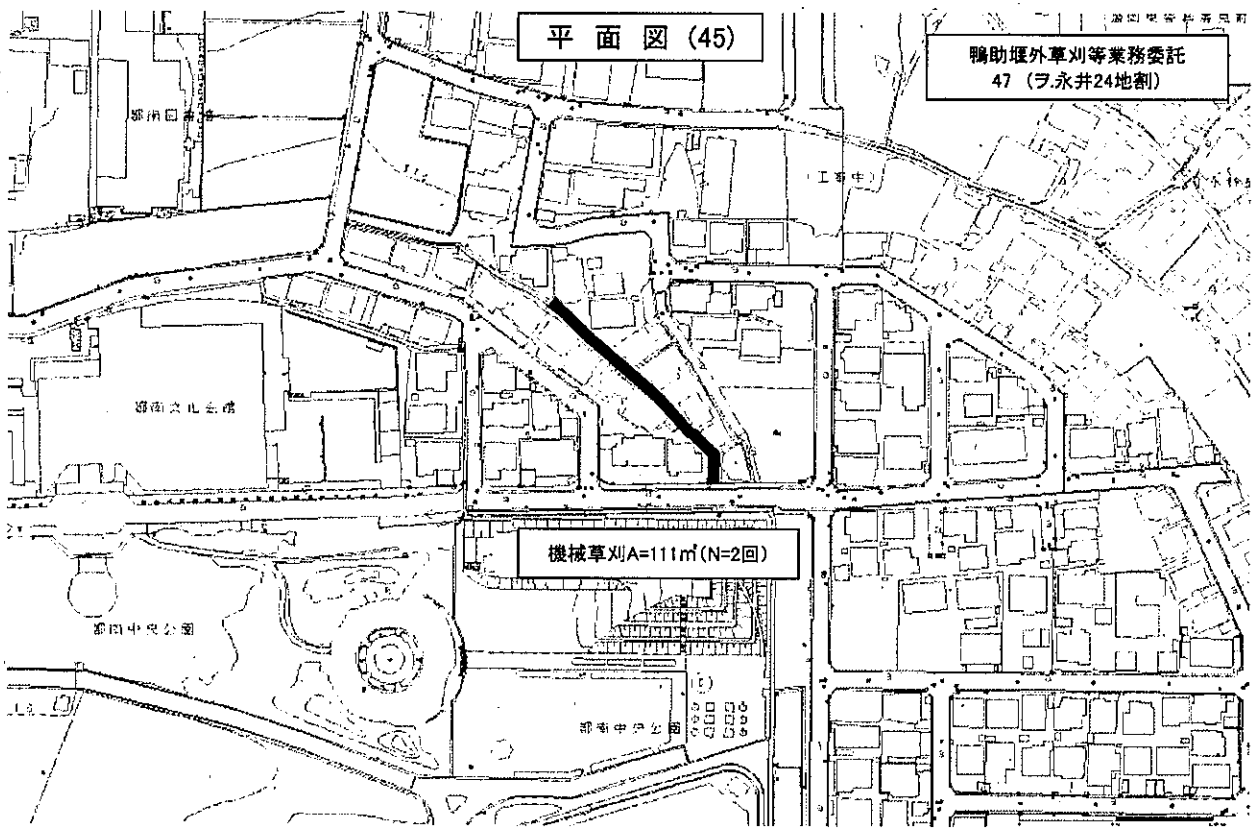 平面図 (45)
鴨助堰外草刈等業務委託
47 (ヲ.永井24地割)
都南図書館
(工事中)
都南文化会館
機械草刈A=111㎡(N=2回)
都南中央公園
都南中央公園